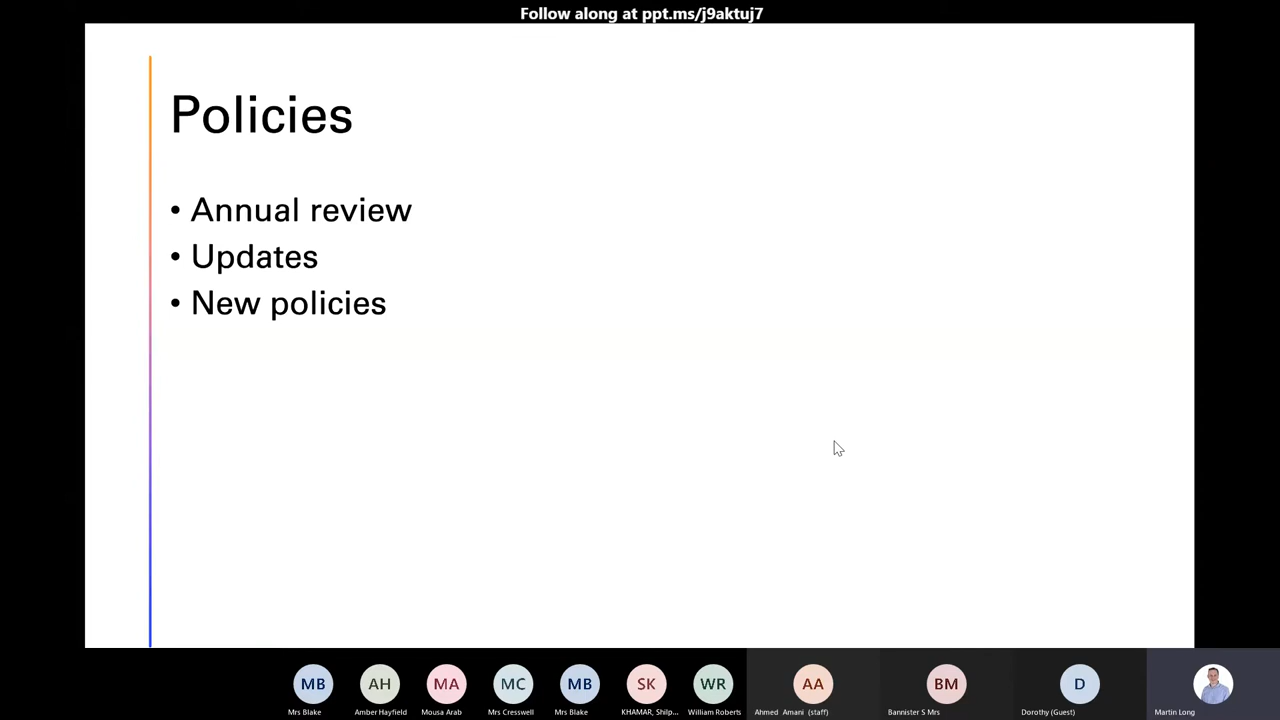 Follow along at ppt.ms/j9aktuj7
Policies
• Annual review
• Updates
• New policies
MB AH MA MC MB SK WR AA BM D
Mrs Blake Amber Hayfield Mousa Arab Mrs Cresswell Mrs Blake KHAMAR, Shilp... William Roberts Ahmed Amani (staff) Bannister S Mrs Dorothy (Guest) Martin Long